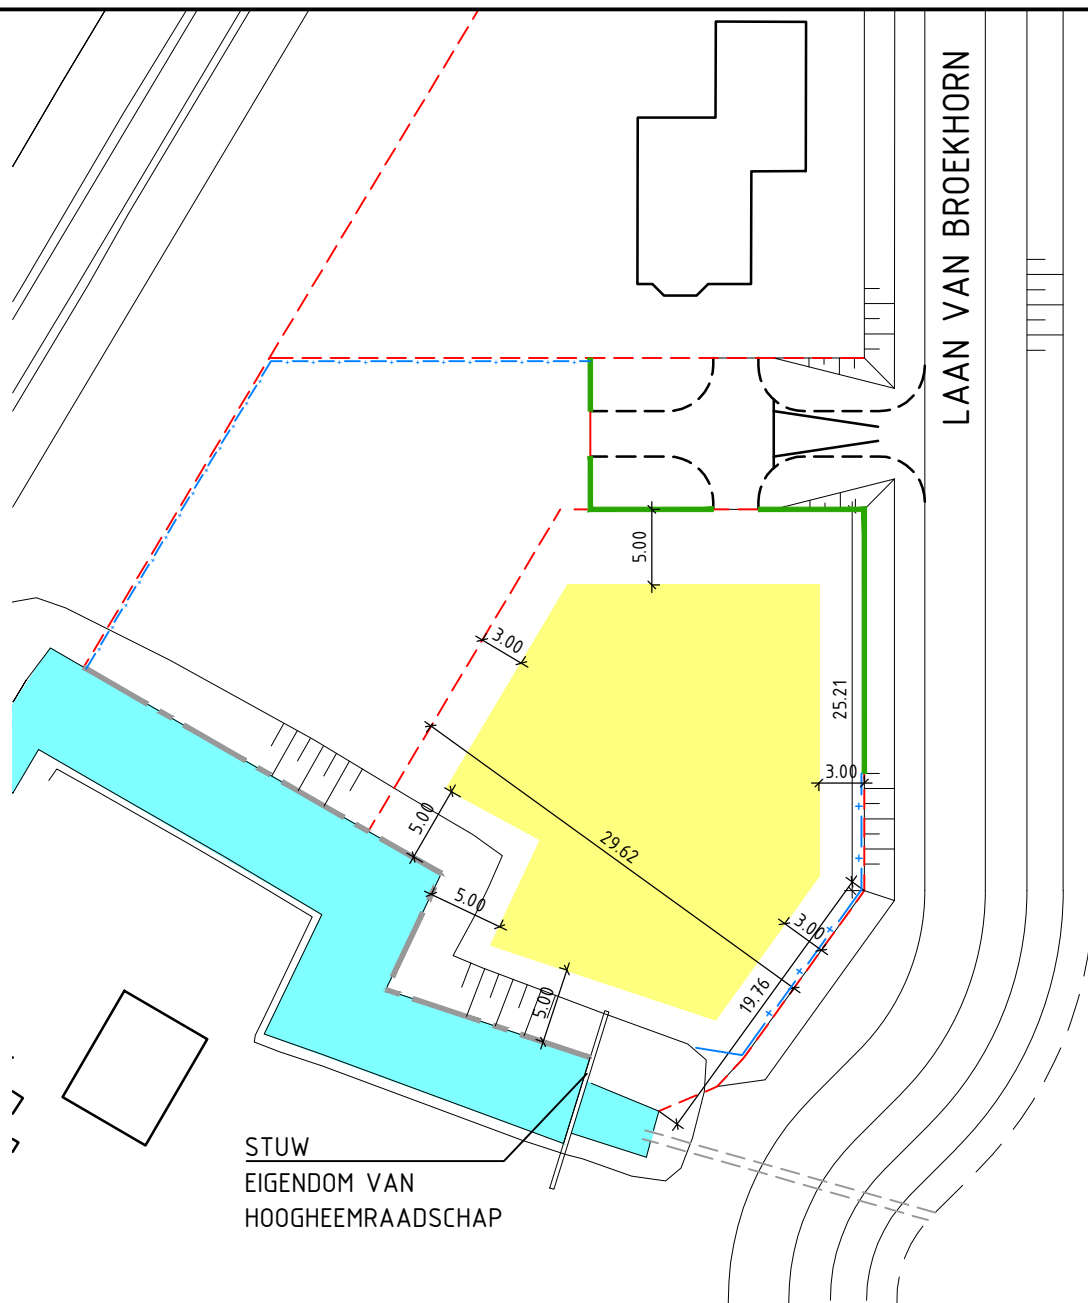 LAAN VAN BROEKHORN
5.00
3.00
25.21
3.00
5.00
29.62
5.00
3.00
19.76
5.00
STUW
EIGENDOM VAN
HOOGHEEMRAADSCHAP